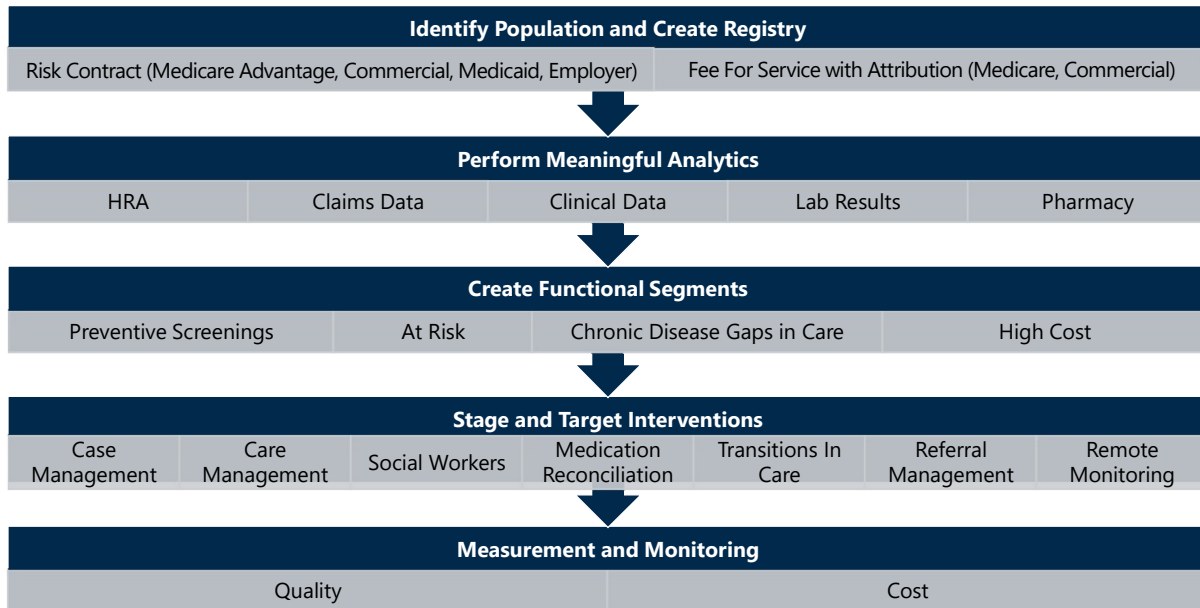 Identify Population and Create Registry
Risk Contract (Medicare Advantage, Commercial, Medicaid, Employer)
Fee For Service with Attribution (Medicare, Commercial)
Perform Meaningful Analytics
HRA
Claims Data
Clinical Data
Lab Results
Pharmacy
Create Functional Segments
Preventive Screenings
At Risk
Chronic Disease Gaps in Care
High Cost
Stage and Target Interventions
Case
Management
Care
Management
Social Workers
Medication
Reconciliation
Transitions In
Care
Referral
Management
Remote
Monitoring
Measurement and Monitoring
Quality
Cost